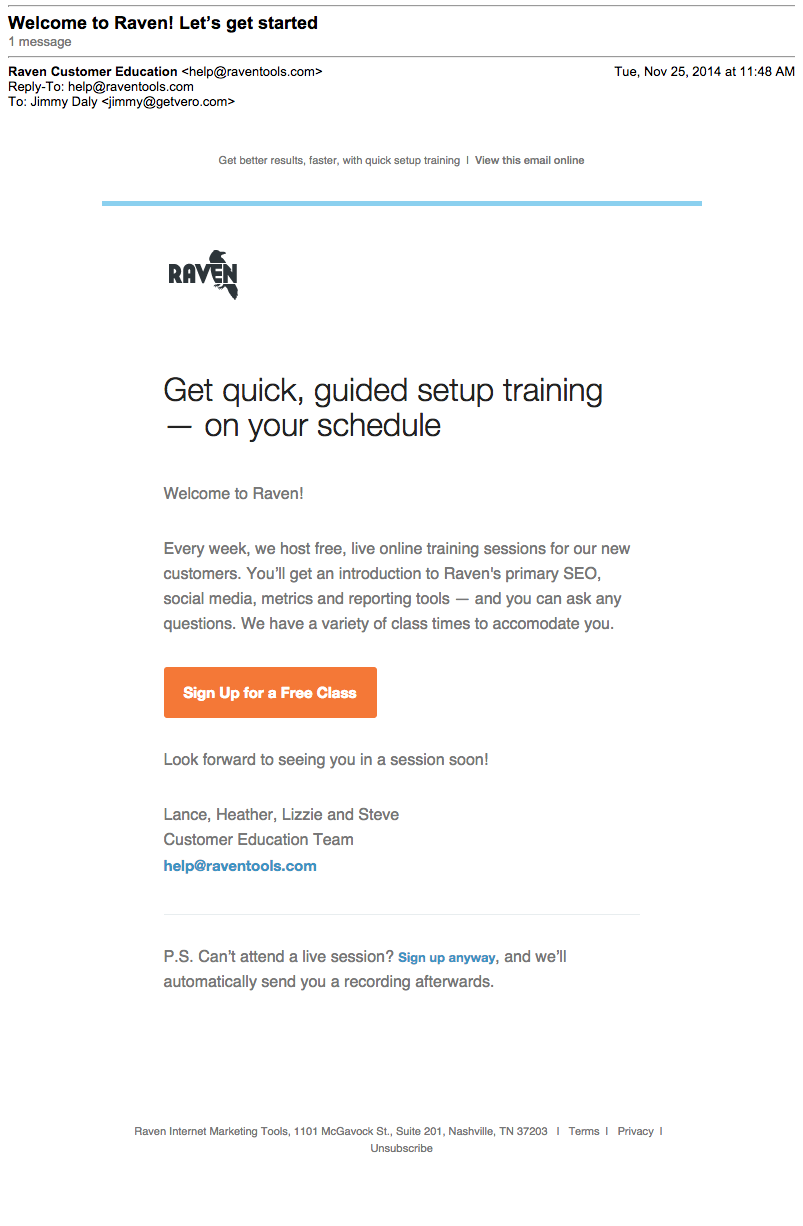 Welcome to Raven! Let's get started
1 message
Raven Customer Education <help@raventools.com> Tue, Nov 25, 2014 at 11:48 AM
Reply-To: help@raventools.com
To: Jimmy Daly <jimmy@getvero.com>
Get better results, faster, with quick setup training | View this email online
RAVEN
Get quick, guided setup training
— on your schedule
Welcome to Raven!
Every week, we host free, live online training sessions for our new
customers. You'll get an introduction to Raven's primary SEO,
social media, metrics and reporting tools — and you can ask any
questions. We have a variety of class times to accomodate you.
Sign Up for a Free Class
Look forward to seeing you in a session soon!
Lance, Heather, Lizzie and Steve
Customer Education Team
help@raventools.com
P.S. Can't attend a live session? Sign up anyway, and we'll
automatically send you a recording afterwards.
Raven Internet Marketing Tools, 1101 McGavock St., Suite 201, Nashville, TN 37203 | Terms | Privacy |
Unsubscribe